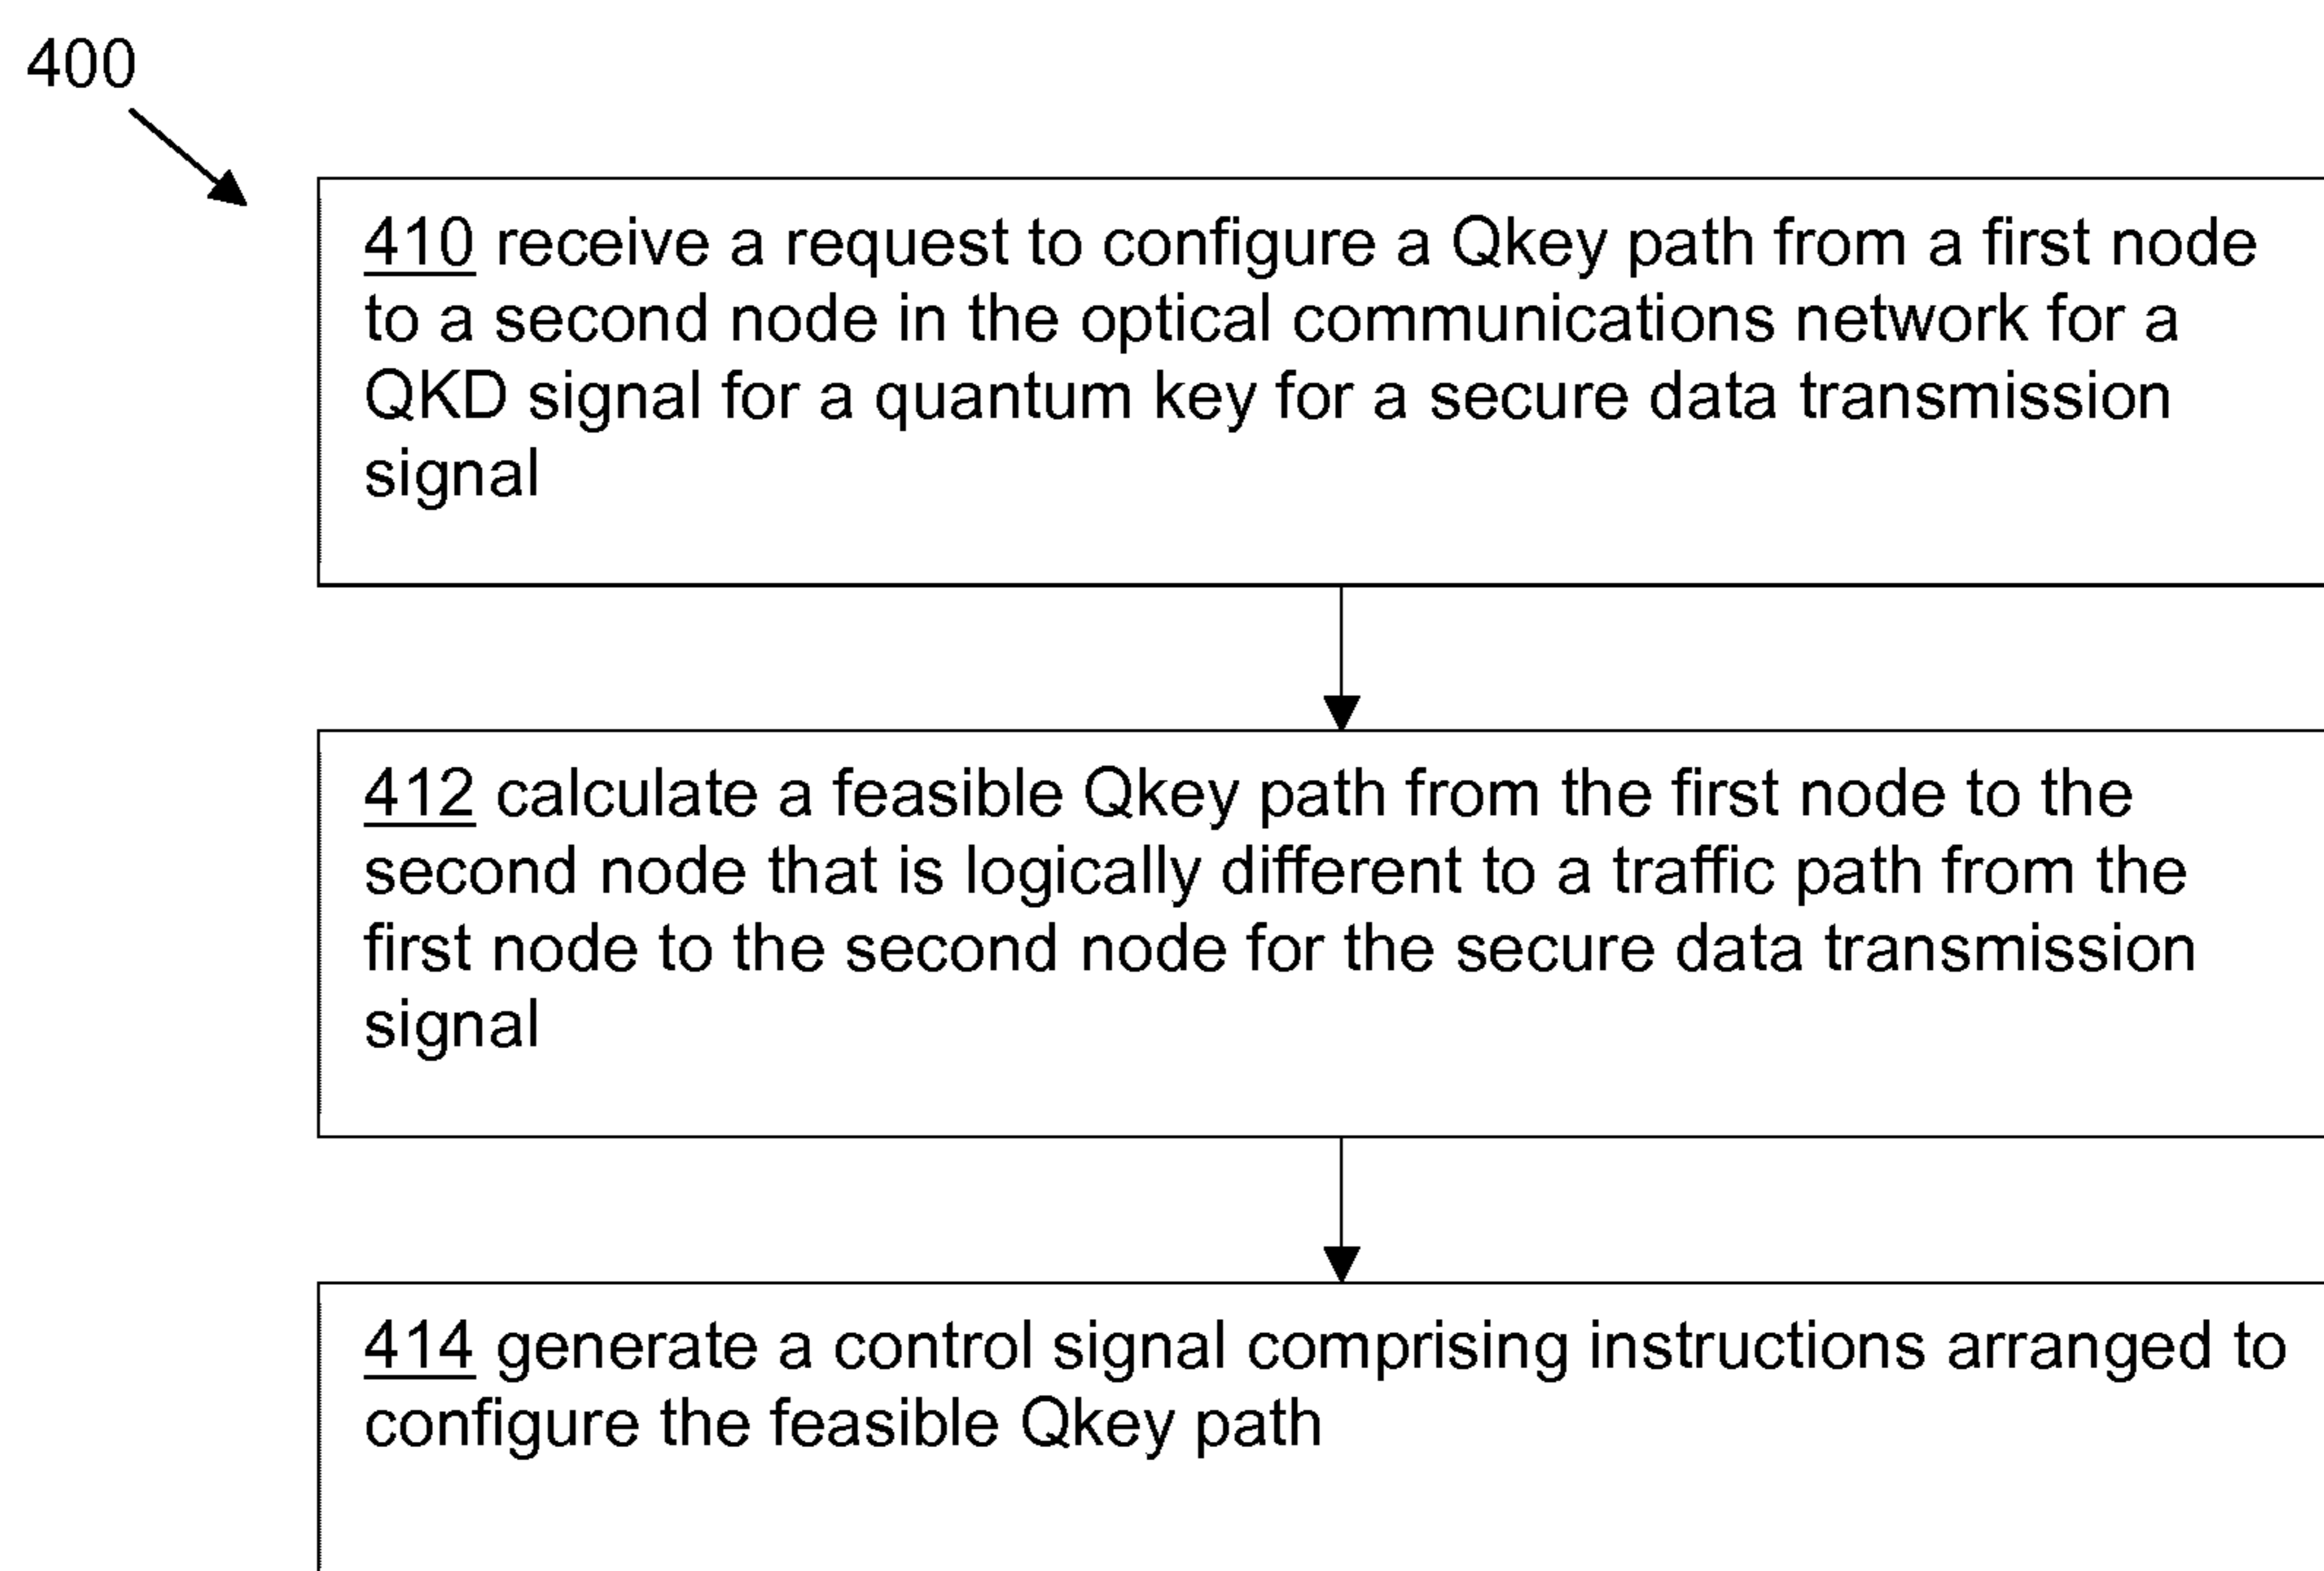 400
410 receive a request to configure a Qkey path from a first node
to a second node in the optical communications network for a
QKD signal for a quantum key for a secure data transmission
signal
412 calculate a feasible Qkey path from the first node to the
second node that is logically different to a traffic path from the
first node to the second node for the secure data transmission
signal
414 generate a control signal comprising instructions arranged to
configure the feasible Qkey path